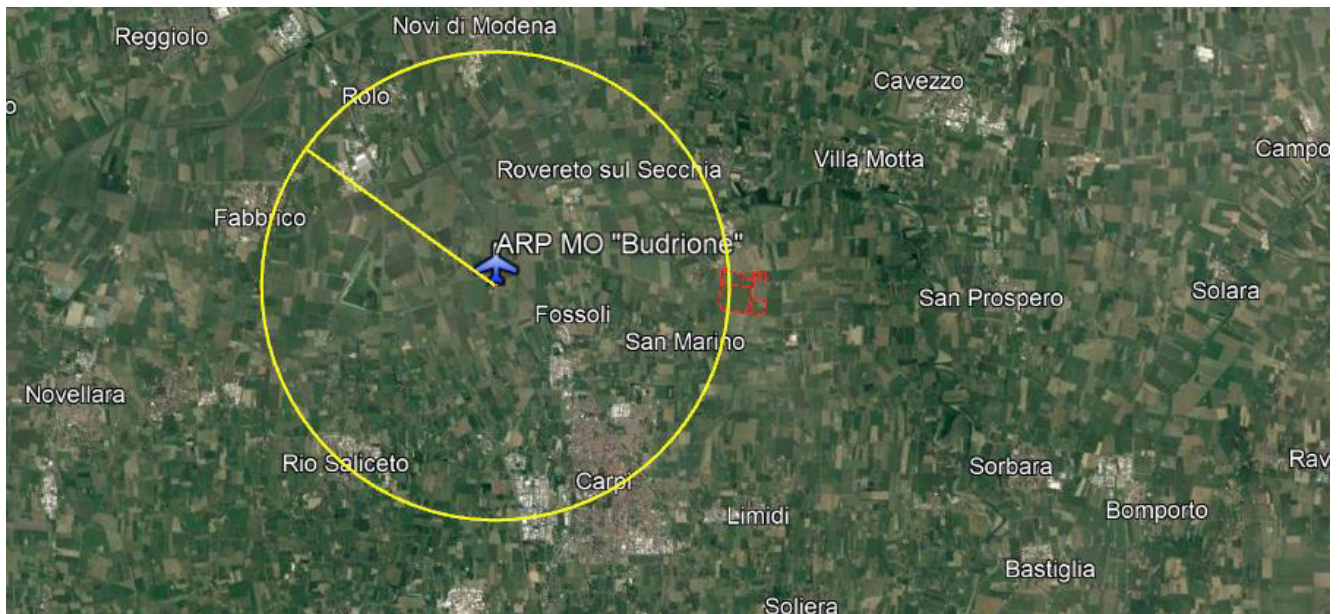 Novi di Modena
Reggiolo
Cavezzo
Rolo
Campo
Villa Motta
Rovereto sul Secchia
Fabbrico
ARP MO "Budrione"
Solara
San Prospero
Fossoli
San Marino
Novellara
Rav
Rio Saliceto
Sorbara
Carpi
Bomporto
Limidi
Bastiglia
Soliera